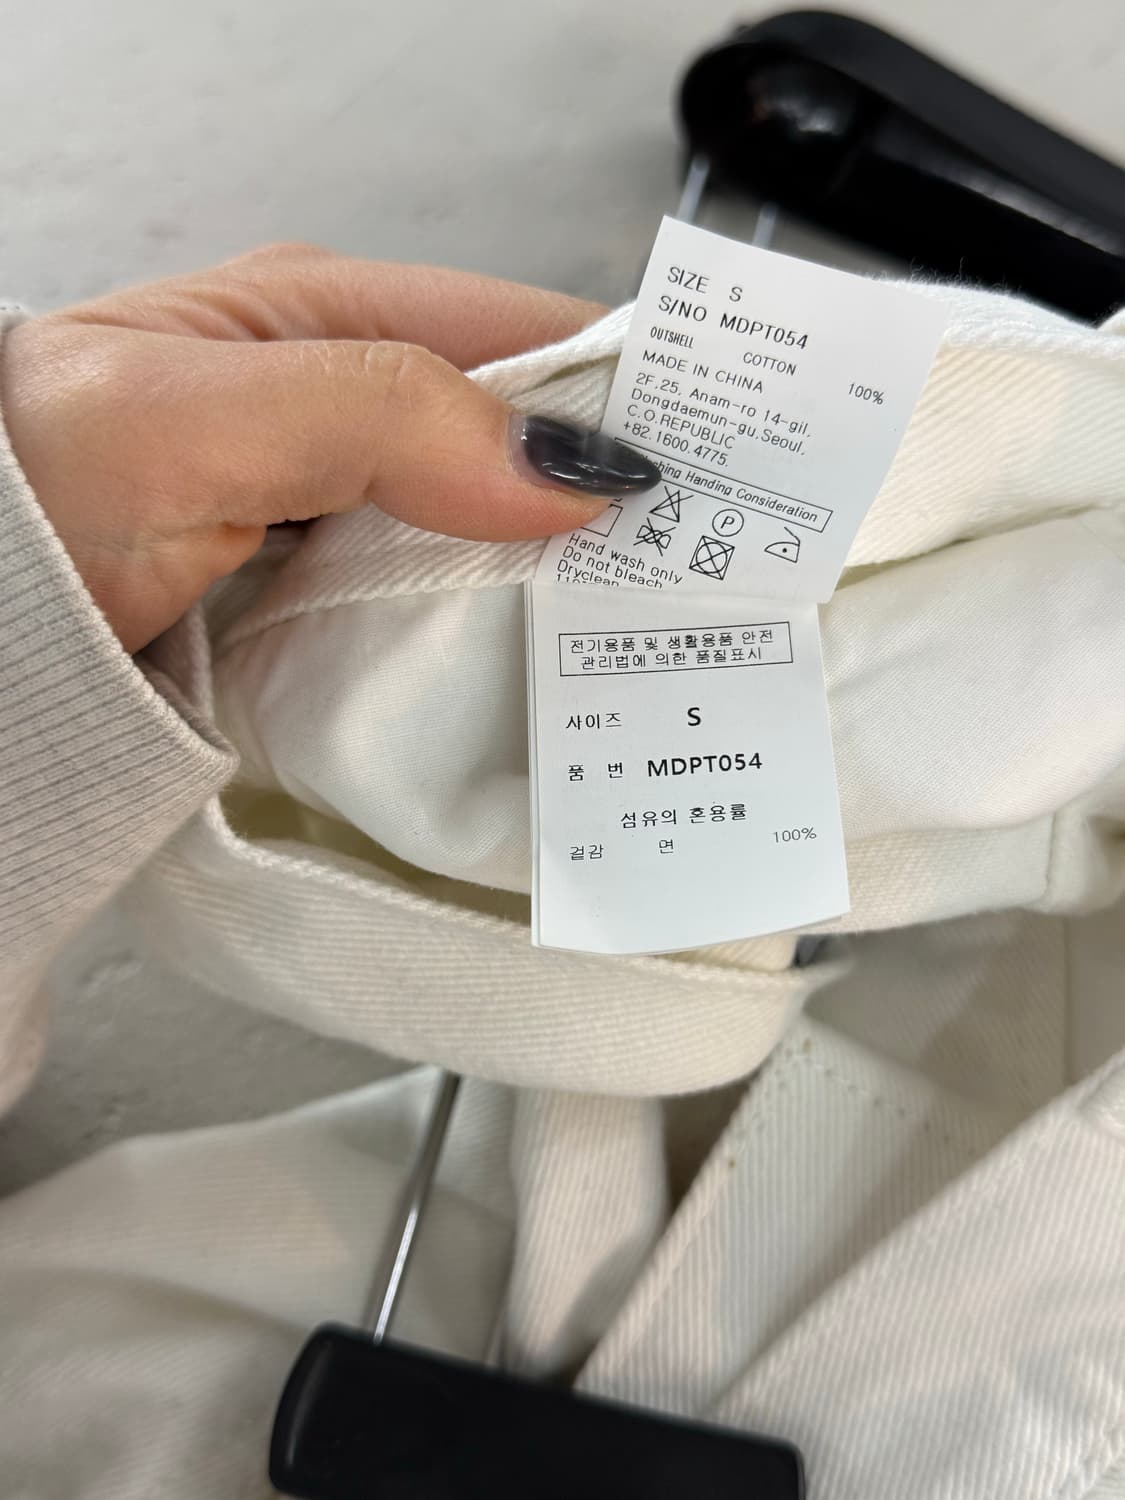 SIZE S
S/NO MDPT054
OUTSHELL
COTTON 100%
MADE IN CHINA
2F,25, Anam-ro 14-gil,
Dongdaemun-gu,Seoul,
C.O.REPUBLIC
+82.1600.4775.
Handing Consideration
P
Hand wash only
Do not bleach
Dryclean
전기용품 및 생활용품 안전
관리법에 의한 품질표시
사이즈 S
품 번 MDPT054
섬유의 혼용률
겉감 면 100%